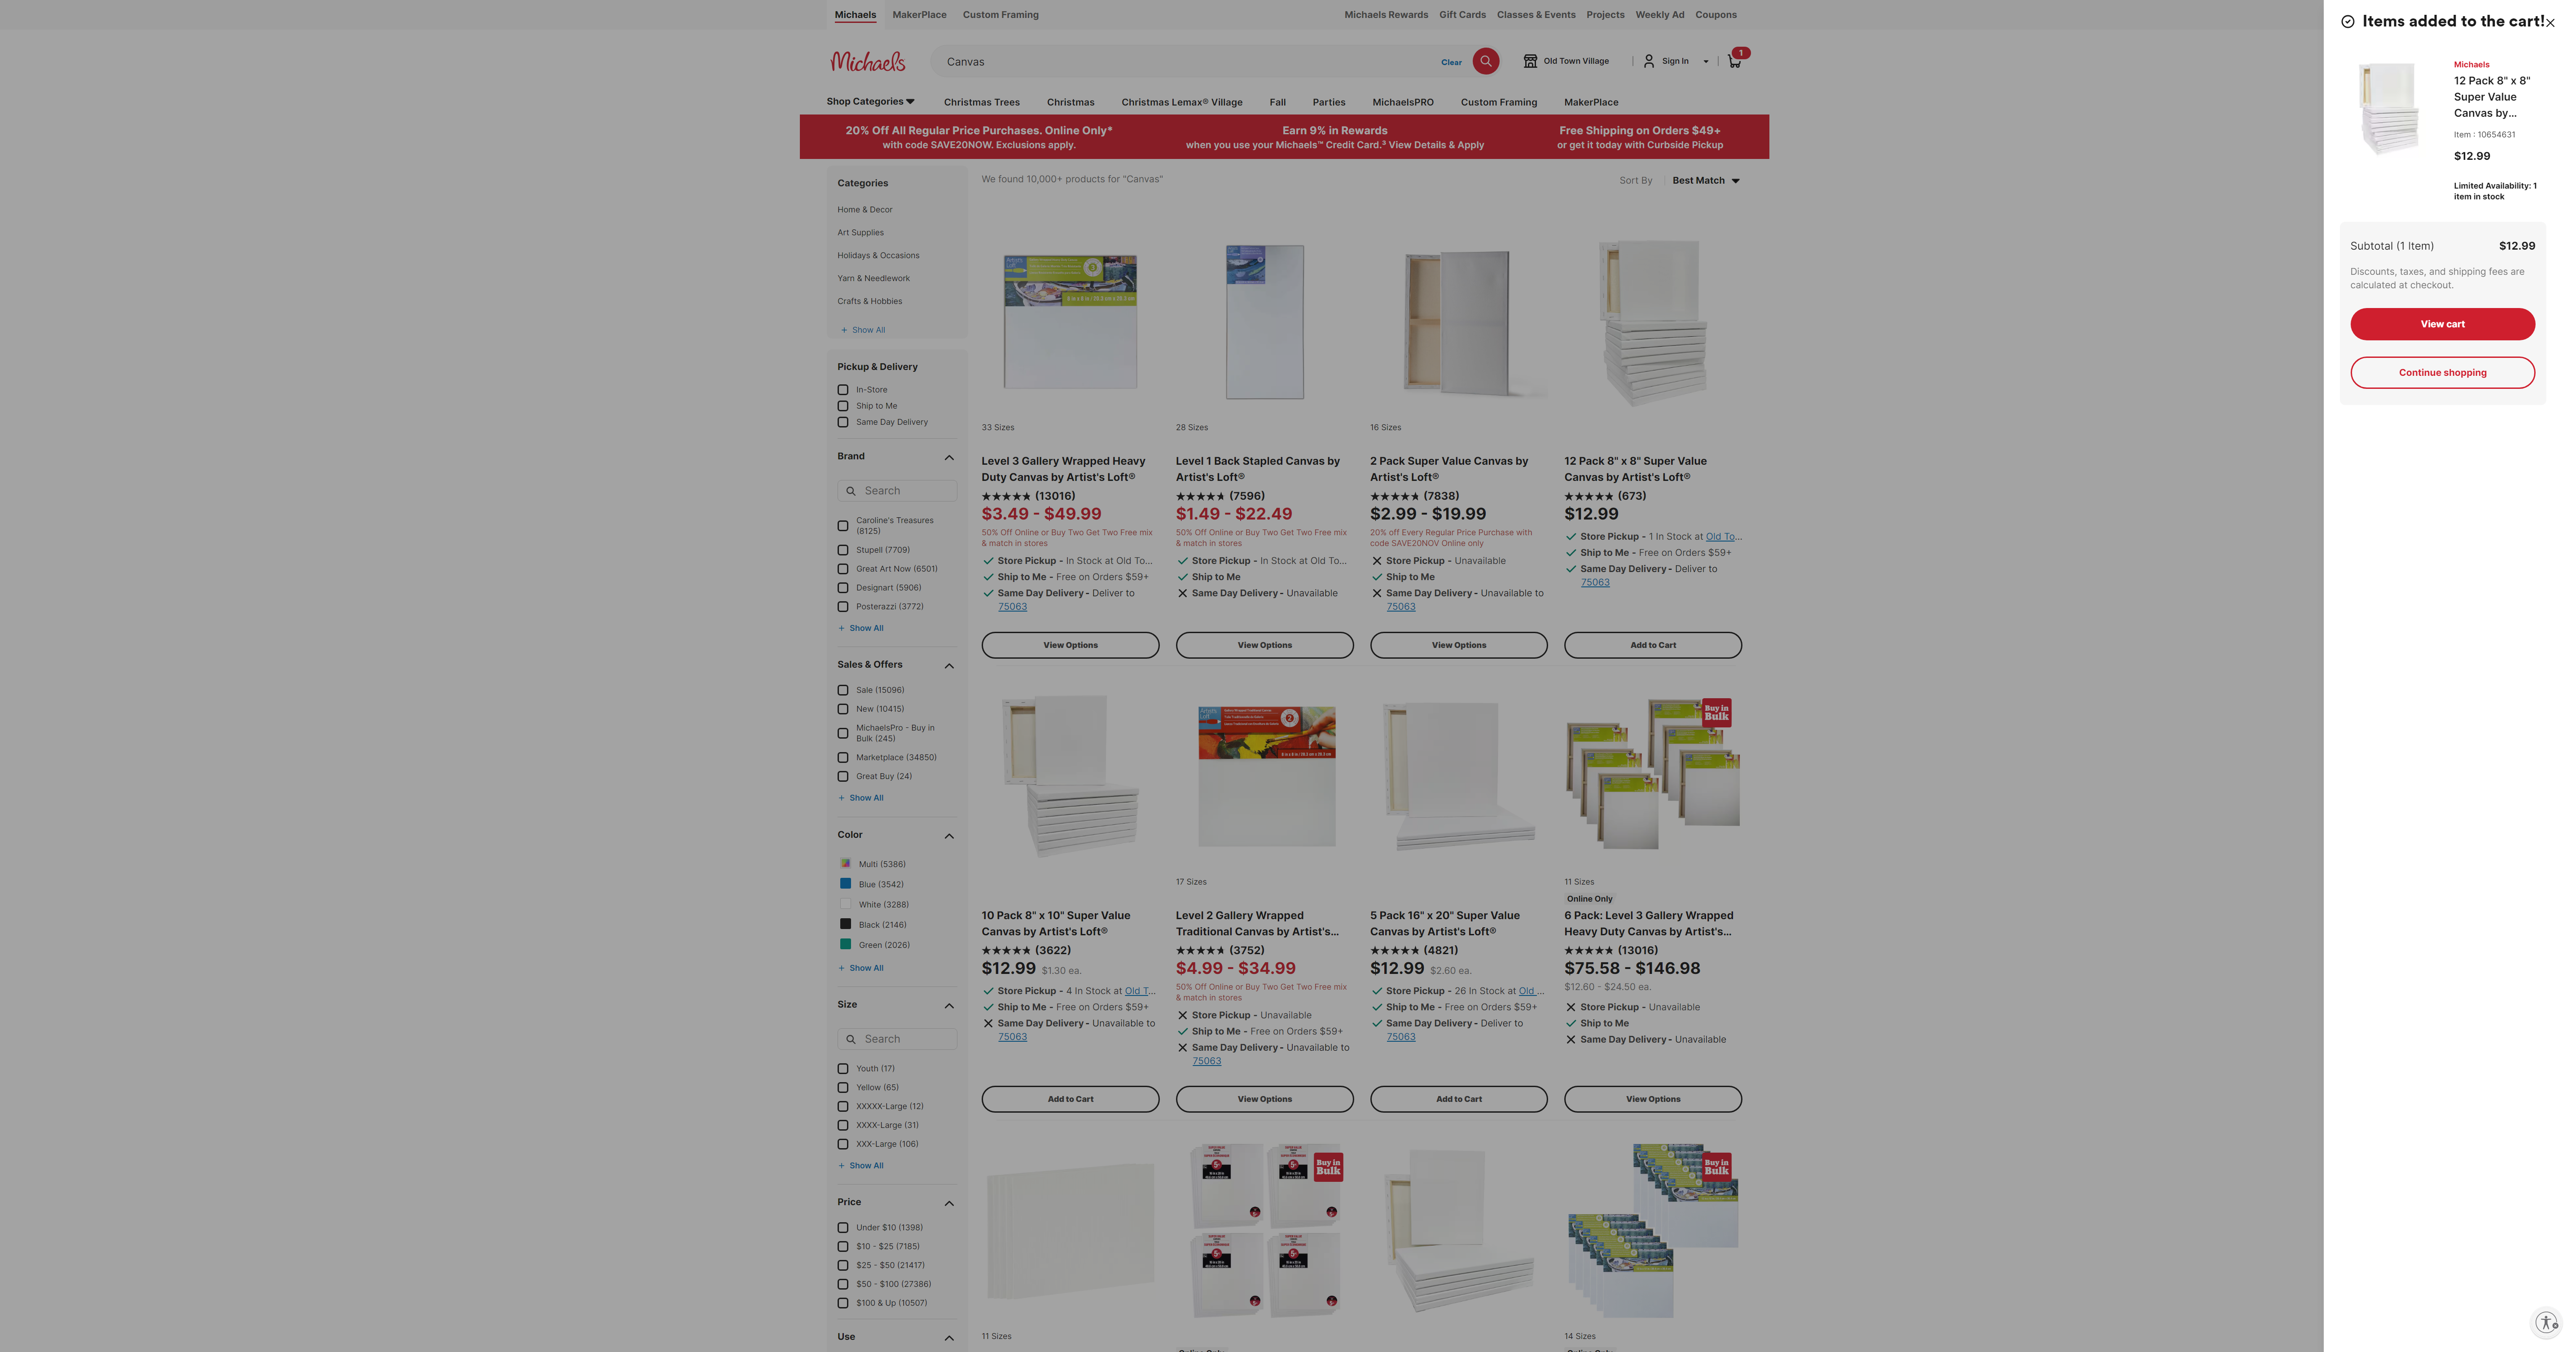 Michaels MakerPlace Custom Framing
Michaels Rewards Gift Cards Classes & Events Projects Weekly Ad Coupons
Michaels
Canvas
Clear
Old Town Village
Sign In
1
Shop Categories
Christmas Trees
Christmas
Christmas Lemax® Village
Fall
Parties
MichaelsPRO
Custom Framing
MakerPlace
20% Off All Regular Price Purchases. Online Only*
with code SAVE20NOW. Exclusions apply.
Earn 9% in Rewards
when you use your Michaels™ Credit Card.³ View Details & Apply
Free Shipping on Orders $49+
or get it today with Curbside Pickup
Categories
Home & Decor
Art Supplies
Holidays & Occasions
Yarn & Needlework
Crafts & Hobbies
+ Show All
Pickup & Delivery
In-Store
Ship to Me
Same Day Delivery
Brand
Search
Caroline's Treasures
(8125)
Stupell (7709)
Great Art Now (6501)
Designart (5906)
Posterazzi (3772)
+ Show All
Sales & Offers
Sale (15096)
New (10415)
MichaelsPro - Buy in
Bulk (245)
Marketplace (34850)
Great Buy (24)
+ Show All
Color
Multi (5386)
Blue (3542)
White (3288)
Black (2146)
Green (2026)
+ Show All
Size
Search
Youth (17)
Yellow (65)
XXXXX-Large (12)
XXXX-Large (31)
XXX-Large (106)
+ Show All
Price
Under $10 (1398)
$10 - $25 (7185)
$25 - $50 (21417)
$50 - $100 (27386)
$100 & Up (10507)
Use
We found 10,000+ products for "Canvas"
Sort By Best Match
33 Sizes
Level 3 Gallery Wrapped Heavy
Duty Canvas by Artist's Loft®
★★★★★ (13016)
$3.49 - $49.99
50% Off Online or Buy Two Get Two Free mix
& match in stores
Store Pickup - In Stock at Old To...
Ship to Me - Free on Orders $59+
Same Day Delivery - Deliver to
75063
View Options
28 Sizes
Level 1 Back Stapled Canvas by
Artist's Loft®
★★★★★ (7596)
$1.49 - $22.49
50% Off Online or Buy Two Get Two Free mix
& match in stores
Store Pickup - In Stock at Old To...
Ship to Me
Same Day Delivery - Unavailable
View Options
16 Sizes
2 Pack Super Value Canvas by
Artist's Loft®
★★★★★ (7838)
$2.99 - $19.99
20% off Every Regular Price Purchase with
code SAVE20NOV Online only
Store Pickup - Unavailable
Ship to Me
Same Day Delivery - Unavailable to
75063
View Options
12 Pack 8" x 8" Super Value
Canvas by Artist's Loft®
★★★★★ (673)
$12.99
Store Pickup - 1 In Stock at Old To...
Ship to Me - Free on Orders $59+
Same Day Delivery - Deliver to
75063
Add to Cart
10 Pack 8" x 10" Super Value
Canvas by Artist's Loft®
★★★★★ (3622)
$12.99 $1.30 ea.
Store Pickup - 4 In Stock at Old T...
Ship to Me - Free on Orders $59+
Same Day Delivery - Unavailable to
75063
Add to Cart
17 Sizes
Level 2 Gallery Wrapped
Traditional Canvas by Artist's...
★★★★★ (3752)
$4.99 - $34.99
50% Off Online or Buy Two Get Two Free mix
& match in stores
Store Pickup - Unavailable
Ship to Me - Free on Orders $59+
Same Day Delivery - Unavailable to
75063
View Options
5 Pack 16" x 20" Super Value
Canvas by Artist's Loft®
★★★★★ (4821)
$12.99 $2.60 ea.
Store Pickup - 26 In Stock at Old ...
Ship to Me - Free on Orders $59+
Same Day Delivery - Deliver to
75063
Add to Cart
Buy in
Bulk
11 Sizes
Online Only
6 Pack: Level 3 Gallery Wrapped
Heavy Duty Canvas by Artist's...
★★★★★ (13016)
$75.58 - $146.98
$12.60 - $24.50 ea.
Store Pickup - Unavailable
Ship to Me
Same Day Delivery - Unavailable
View Options
11 Sizes
Buy in
Bulk
Buy in
Bulk
14 Sizes
Items added to the cart!
Michaels
12 Pack 8" x 8"
Super Value
Canvas by...
Item : 10654631
$12.99
Limited Availability: 1
item in stock
Subtotal (1 Item) $12.99
Discounts, taxes, and shipping fees are
calculated at checkout.
View cart
Continue shopping